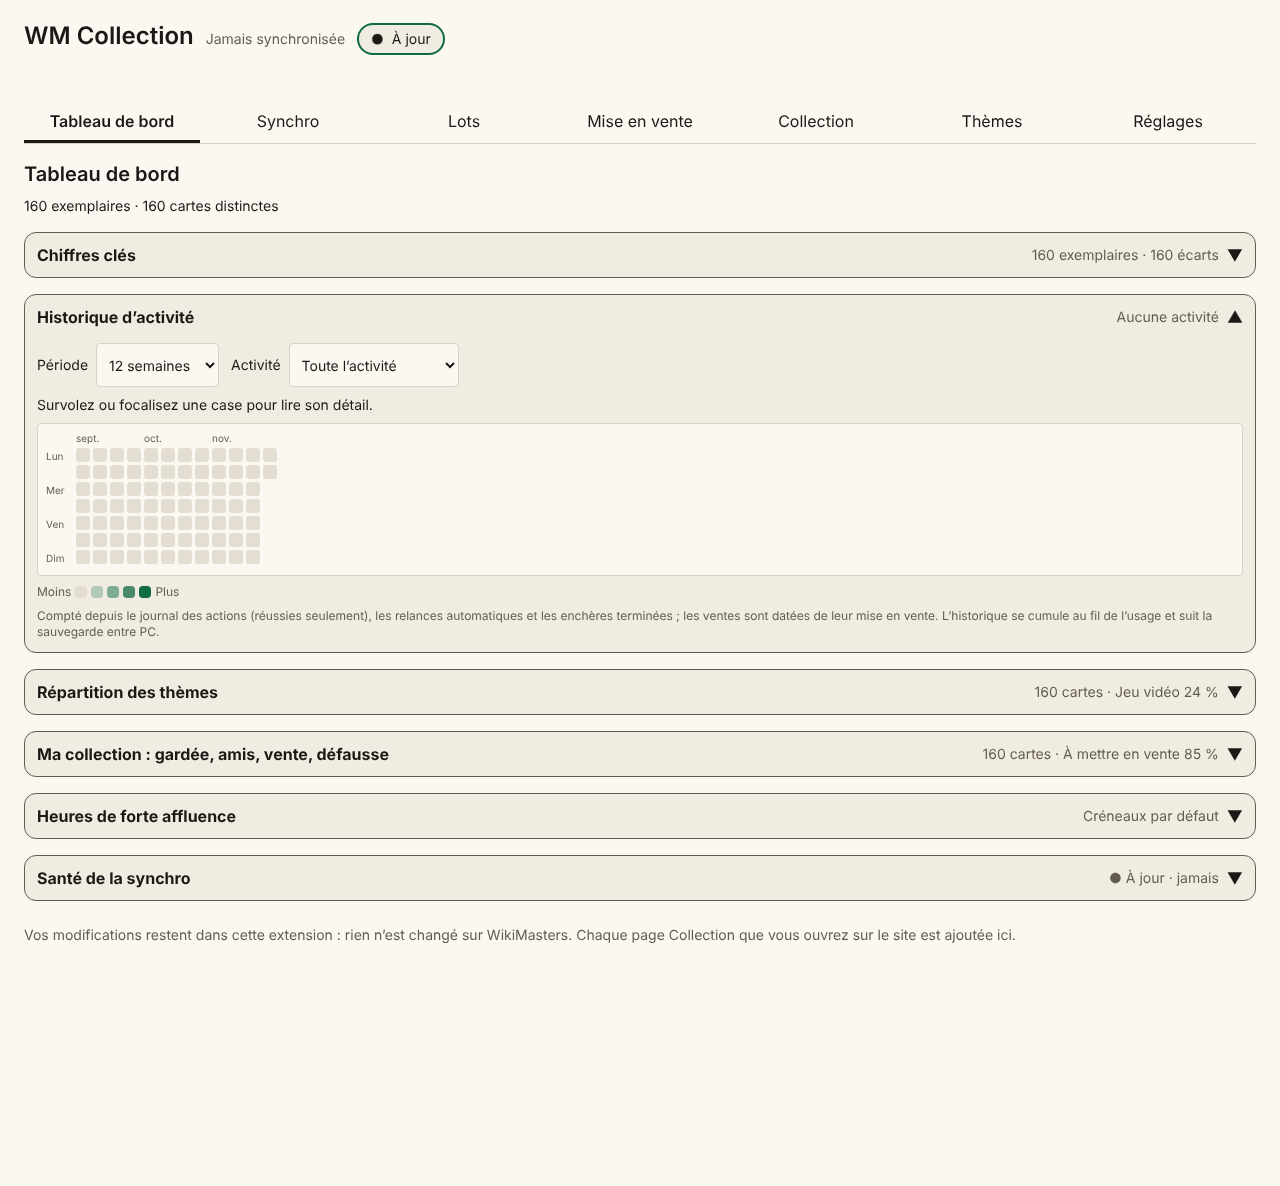 WM Collection Jamais synchronisée ● À jour
Tableau de bord Synchro Lots Mise en vente Collection Thèmes Réglages
Tableau de bord
160 exemplaires · 160 cartes distinctes
Chiffres clés 160 exemplaires · 160 écarts ▼
Historique d’activité Aucune activité ▲
Période 12 semaines Activité Toute l’activité
Survolez ou focalisez une case pour lire son détail.
sept. oct. nov.
Lun
Mer
Ven
Dim
Moins Plus
Compté depuis le journal des actions (réussies seulement), les relances automatiques et les enchères terminées ; les ventes sont datées de leur mise en vente. L’historique se cumule au fil de l’usage et suit la
sauvegarde entre PC.
Répartition des thèmes 160 cartes · Jeu vidéo 24 % ▼
Ma collection : gardée, amis, vente, défausse 160 cartes · À mettre en vente 85 % ▼
Heures de forte affluence Créneaux par défaut ▼
Santé de la synchro ● À jour · jamais ▼
Vos modifications restent dans cette extension : rien n’est changé sur WikiMasters. Chaque page Collection que vous ouvrez sur le site est ajoutée ici.